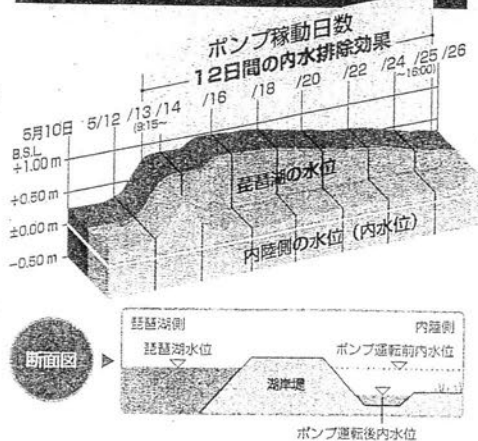 ポンプ稼動日数
12日間の内水排除効果
5月10日 5/12 /13 /14 /16 /18 /20 /22 /24 /25 /26
(9:15~
~16:00)
B.S.L
+1.00 m
+0.50 m
±0.00 m
-0.50 m
琵琶湖の水位
内陸側の水位（内水位）
断面図
琵琶湖側
内陸側
琵琶湖水位
ポンプ運転前内水位
湖岸堤
ポンプ運転後内水位